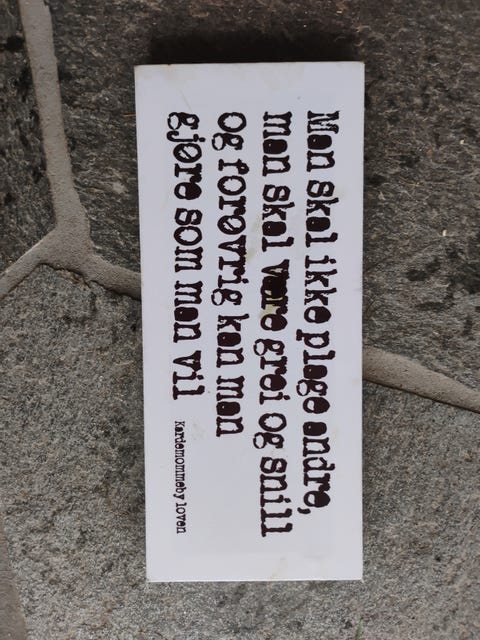 Man skal ikke plage andre,
man skal være grei og snill
og forøvrig kan man
gjøre som man vil
Kardemommeby loven